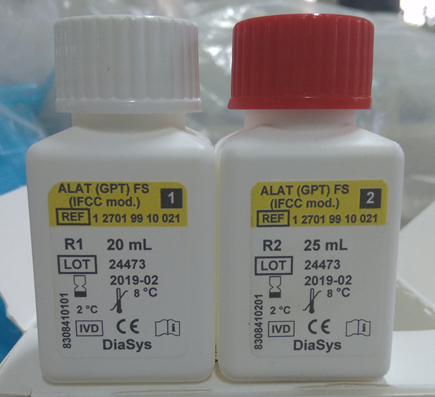 ALAT (GPT) FS
(IFCC mod.) 1
REF 1 2701 99 10 021
R1 20 mL
LOT 24473
2019-02
2 °C 8 °C
IVD CE
DiaSys
8308410101
ALAT (GPT) FS
(IFCC mod.) 2
REF 1 2701 99 10 021
R2 25 mL
LOT 24473
2019-02
2 °C 8 °C
IVD CE
DiaSys
8308410201